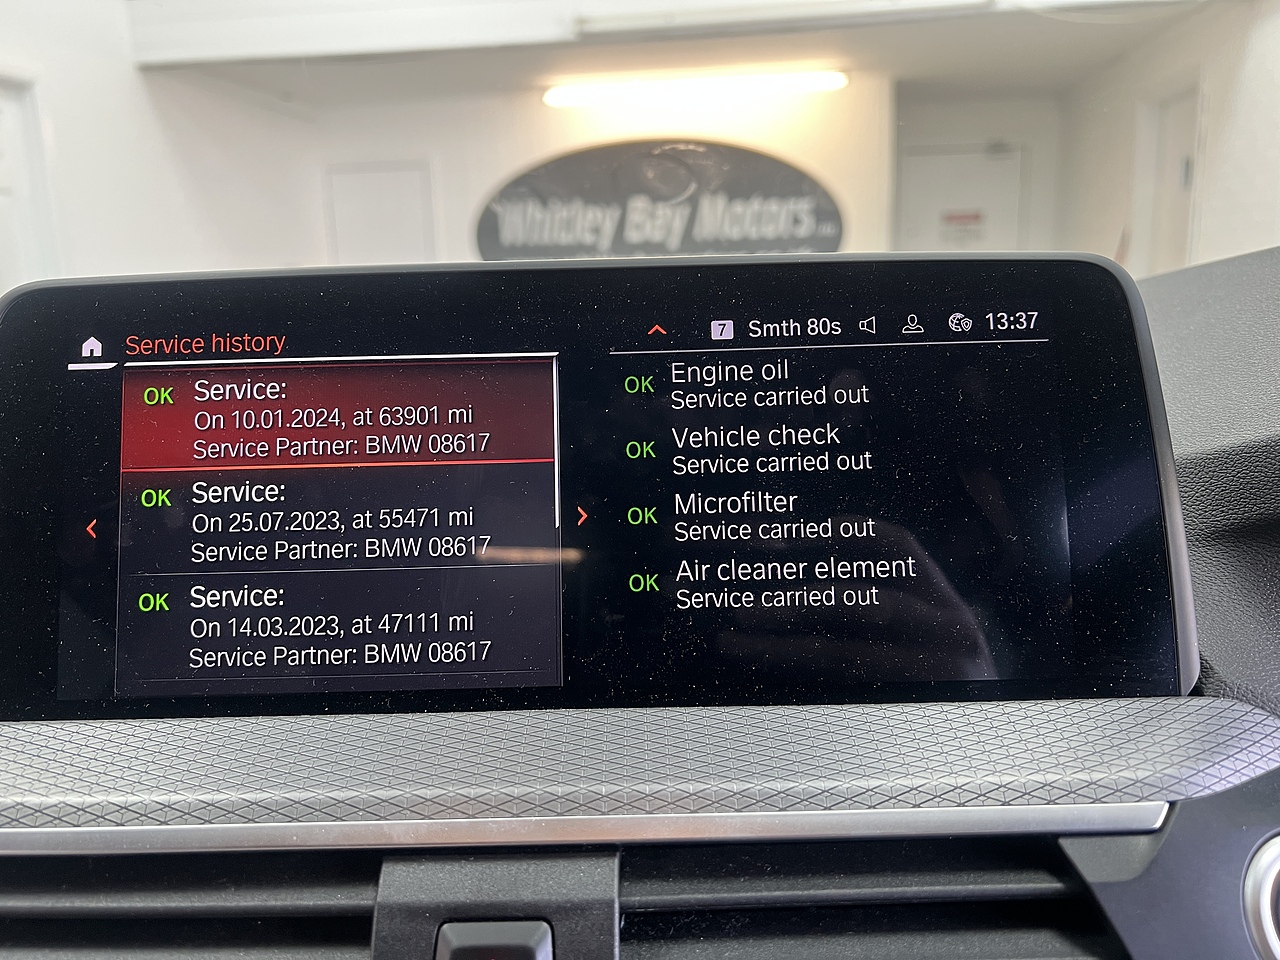 Whitley Bay Motors
Service history
7 Smth 80s 13:37
OK Service:
On 10.01.2024, at 63901 mi
Service Partner: BMW 08617
OK Service:
On 25.07.2023, at 55471 mi
Service Partner: BMW 08617
OK Service:
On 14.03.2023, at 47111 mi
Service Partner: BMW 08617
OK Engine oil
Service carried out
OK Vehicle check
Service carried out
OK Microfilter
Service carried out
OK Air cleaner element
Service carried out